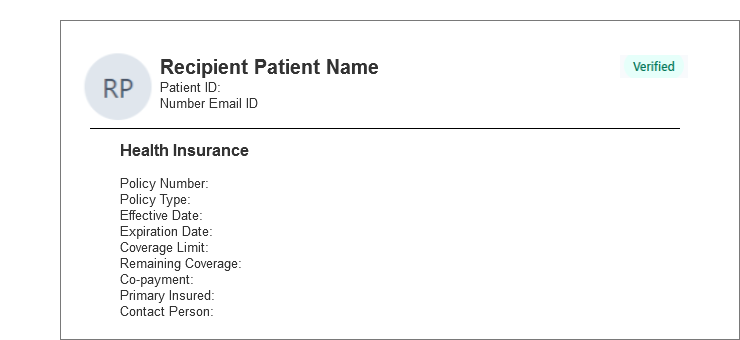 RP
Recipient Patient Name
Verified
Patient ID:
Number Email ID
Health Insurance
Policy Number:
Policy Type:
Effective Date:
Expiration Date:
Coverage Limit:
Remaining Coverage:
Co-payment:
Primary Insured:
Contact Person: